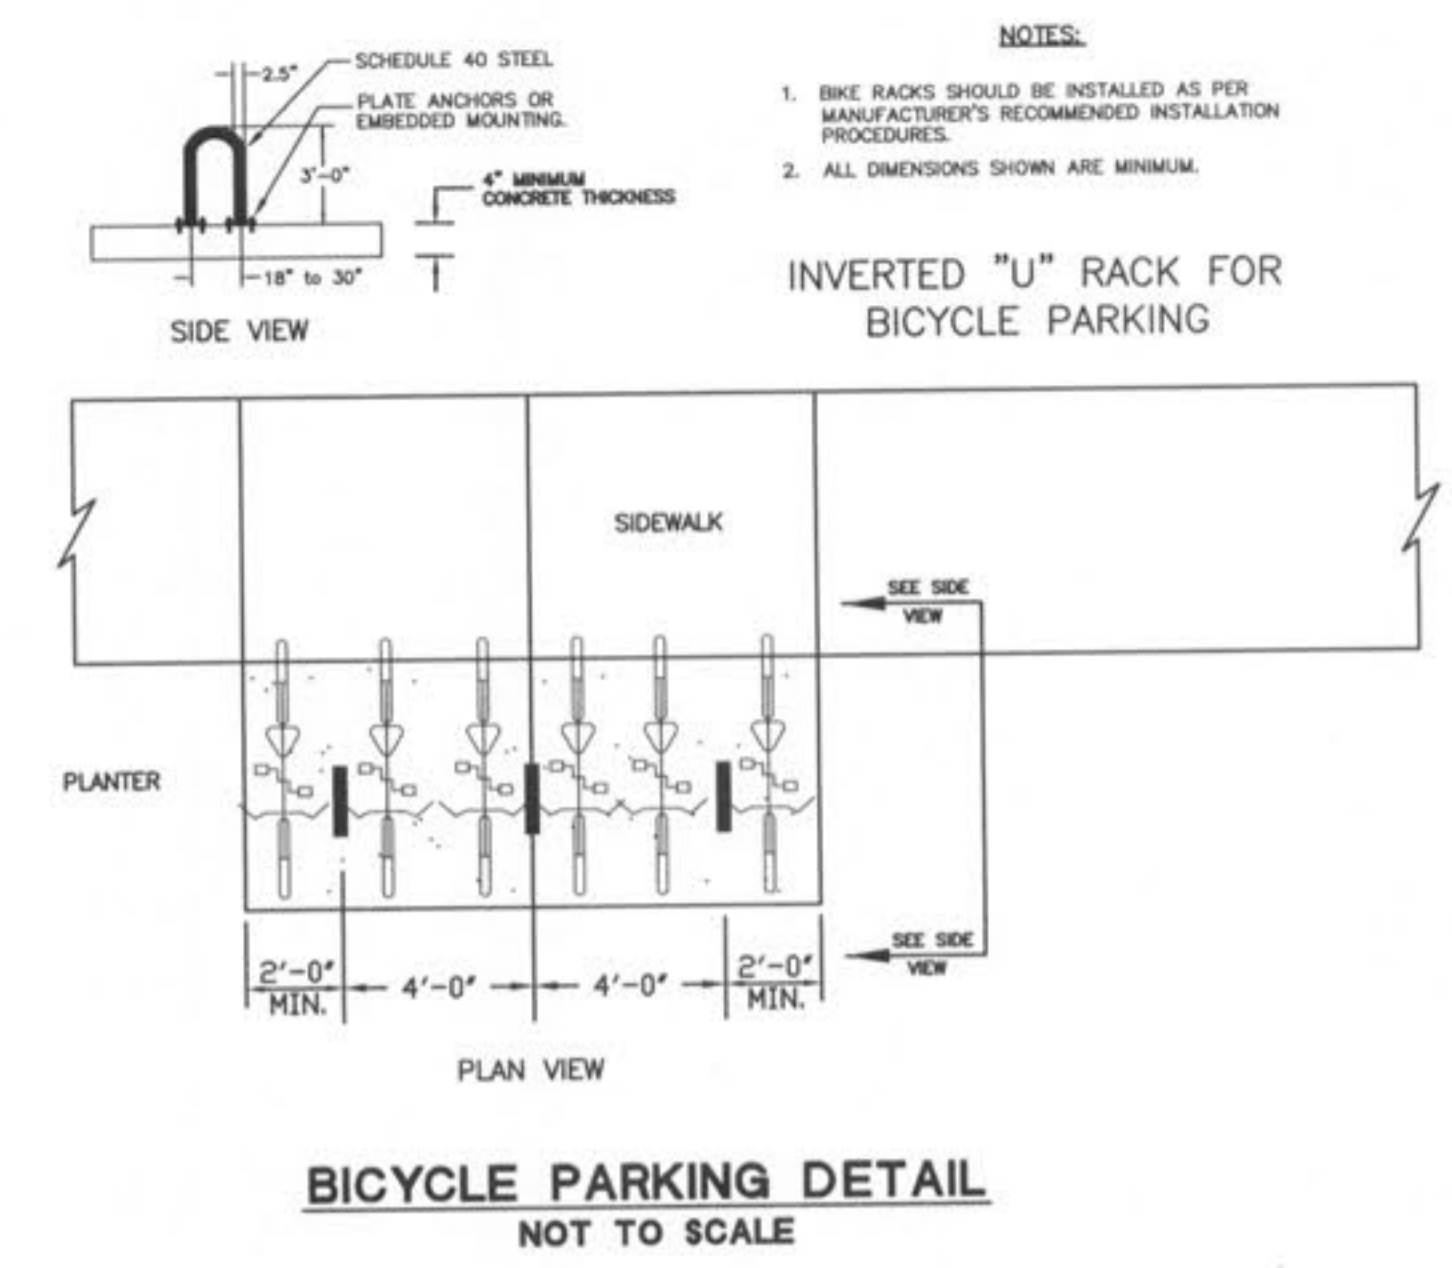 NOTES:
2.5"
SCHEDULE 40 STEEL
PLATE ANCHORS OR
EMBEDDED MOUNTING.
3'-0"
4" MINIMUM
CONCRETE THICKNESS
18" to 30"
SIDE VIEW
1. BIKE RACKS SHOULD BE INSTALLED AS PER
MANUFACTURER'S RECOMMENDED INSTALLATION
PROCEDURES.
2. ALL DIMENSIONS SHOWN ARE MINIMUM.
INVERTED "U" RACK FOR
BICYCLE PARKING
SIDEWALK
SEE SIDE
VIEW
PLANTER
SEE SIDE
VIEW
2'-0"
MIN.
4'-0"
4'-0"
2'-0"
MIN.
PLAN VIEW
BICYCLE PARKING DETAIL
NOT TO SCALE